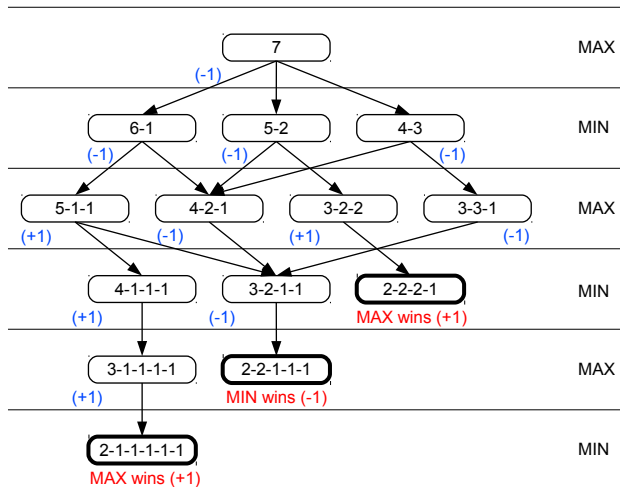 7 MAX
(-1)
6-1 5-2 4-3 MIN
(-1) (-1) (-1)
5-1-1 4-2-1 3-2-2 3-3-1 MAX
(+1) (-1) (+1) (-1)
4-1-1-1 3-2-1-1 2-2-2-1 MIN
(+1) (-1) MAX wins (+1)
3-1-1-1-1 2-2-1-1-1 MAX
(+1) MIN wins (-1)
2-1-1-1-1-1 MIN
MAX wins (+1)